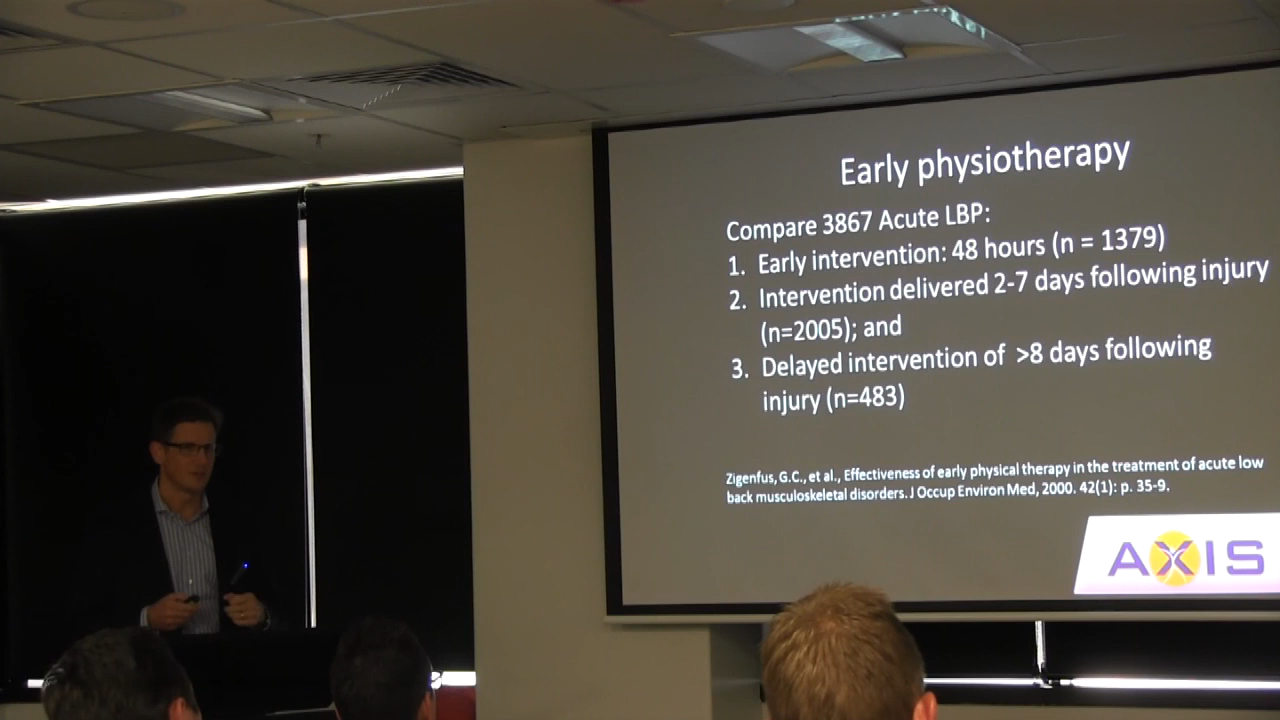 Early physiotherapy
Compare 3867 Acute LBP:
1. Early intervention: 48 hours (n = 1379)
2. Intervention delivered 2-7 days following injury
(n=2005); and
3. Delayed intervention of >8 days following
injury (n=483)
Zigenfus, G.C., et al., Effectiveness of early physical therapy in the treatment of acute low
back musculoskeletal disorders. J Occup Environ Med, 2000. 42(1): p. 35-9.
AXIS